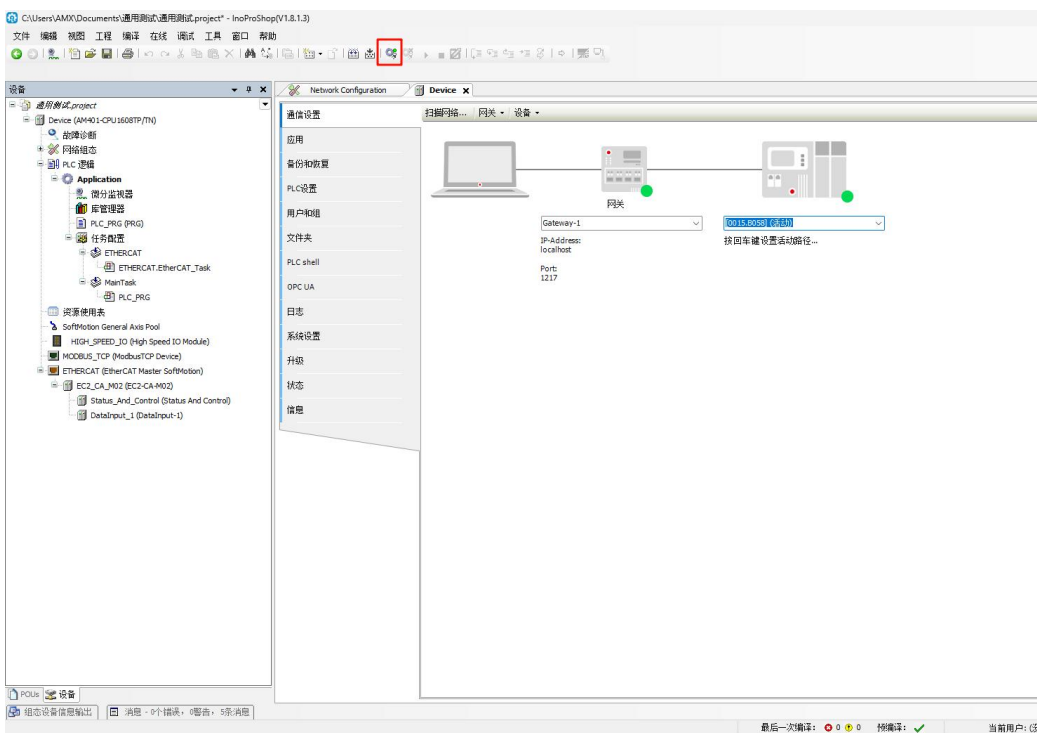 C:\Users\AMX\Documents\通用测试\通用测试.project* - InoProShop(V1.8.1.3)
文件 编辑 视图 工程 编译 在线 调试 工具 窗口 帮助
设备
Network Configuration
Device
通用测试.project
Device (AM401-CPU1608TP/TN)
故障诊断
网络组态
PLC 逻辑
Application
微分监视器
库管理器
PLC_PRG (PRG)
任务配置
ETHERCAT
ETHERCAT.EtherCAT_Task
MainTask
PLC_PRG
资源使用表
SoftMotion General Axis Pool
HIGH_SPEED_IO (High Speed IO Module)
MODBUS_TCP (ModbusTCP Device)
ETHERCAT (EtherCAT Master SoftMotion)
EC2_CA_M02 (EC2-CA-M02)
Status_And_Control (Status And Control)
DataInput_1 (DataInput-1)
通信设置
应用
备份和恢复
PLC设置
用户和组
文件夹
PLC shell
OPC UA
日志
系统设置
升级
状态
信息
扫描网络... 网关 设备
网关
Gateway-1
[0015.B058] (活动)
IP-Address:
localhost
按回车键设置活动路径...
Port:
1217
POUs 设备
组态设备信息输出 消息 - 0个错误, 0警告, 5条消息
最后一次编译: 0 0 预编译: 当前用户: